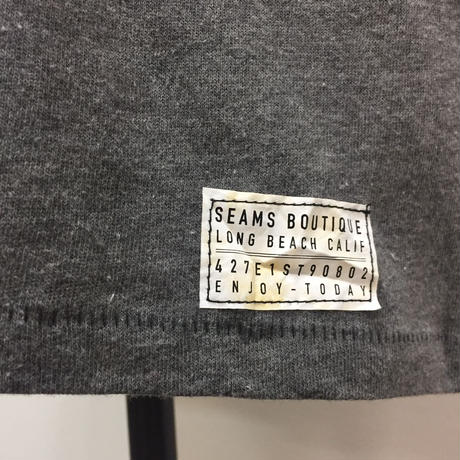 SEAMS BOUTIQUE
LONG BEACH CALIF
427E1ST90802
ENJOY-TODAY